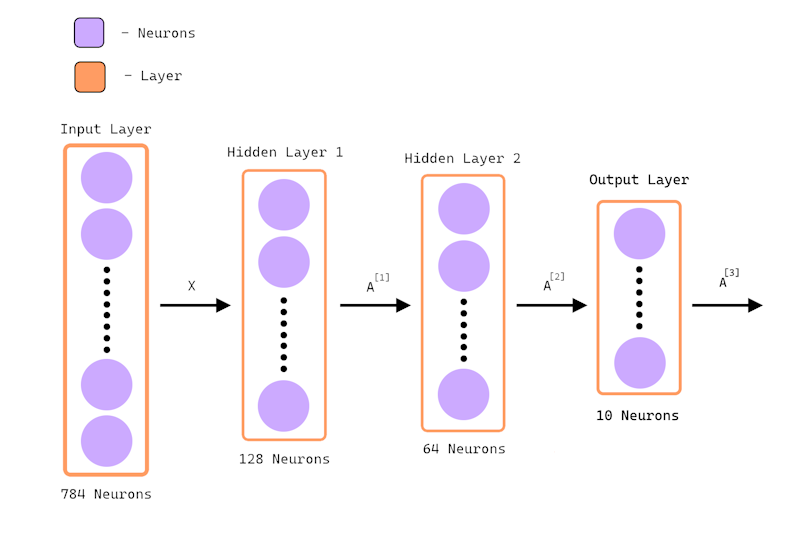 - Neurons
- Layer
Input Layer
Hidden Layer 1
Hidden Layer 2
Output Layer
X
A[1]
A[2]
A[3]
784 Neurons
128 Neurons
64 Neurons
10 Neurons